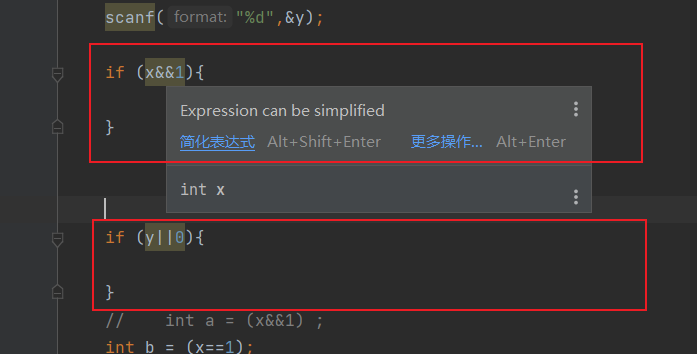 scanf( format: "%d",&y);
if (x&&1){
Expression can be simplified
}
简化表达式 Alt+Shift+Enter 更多操作... Alt+Enter
int x
if (y||0){
}
// int a = (x&&1) ;
int b = (x==1);